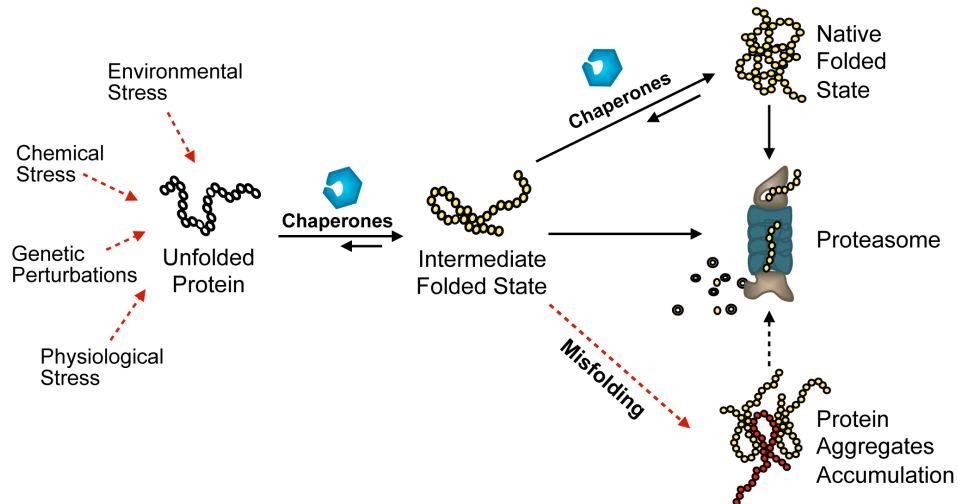 Environmental
Stress
Chemical
Stress
Genetic
Perturbations
Physiological
Stress
Unfolded
Protein
Chaperones
Intermediate
Folded State
Chaperones
Misfolding
Native
Folded
State
Proteasome
Protein
Aggregates
Accumulation